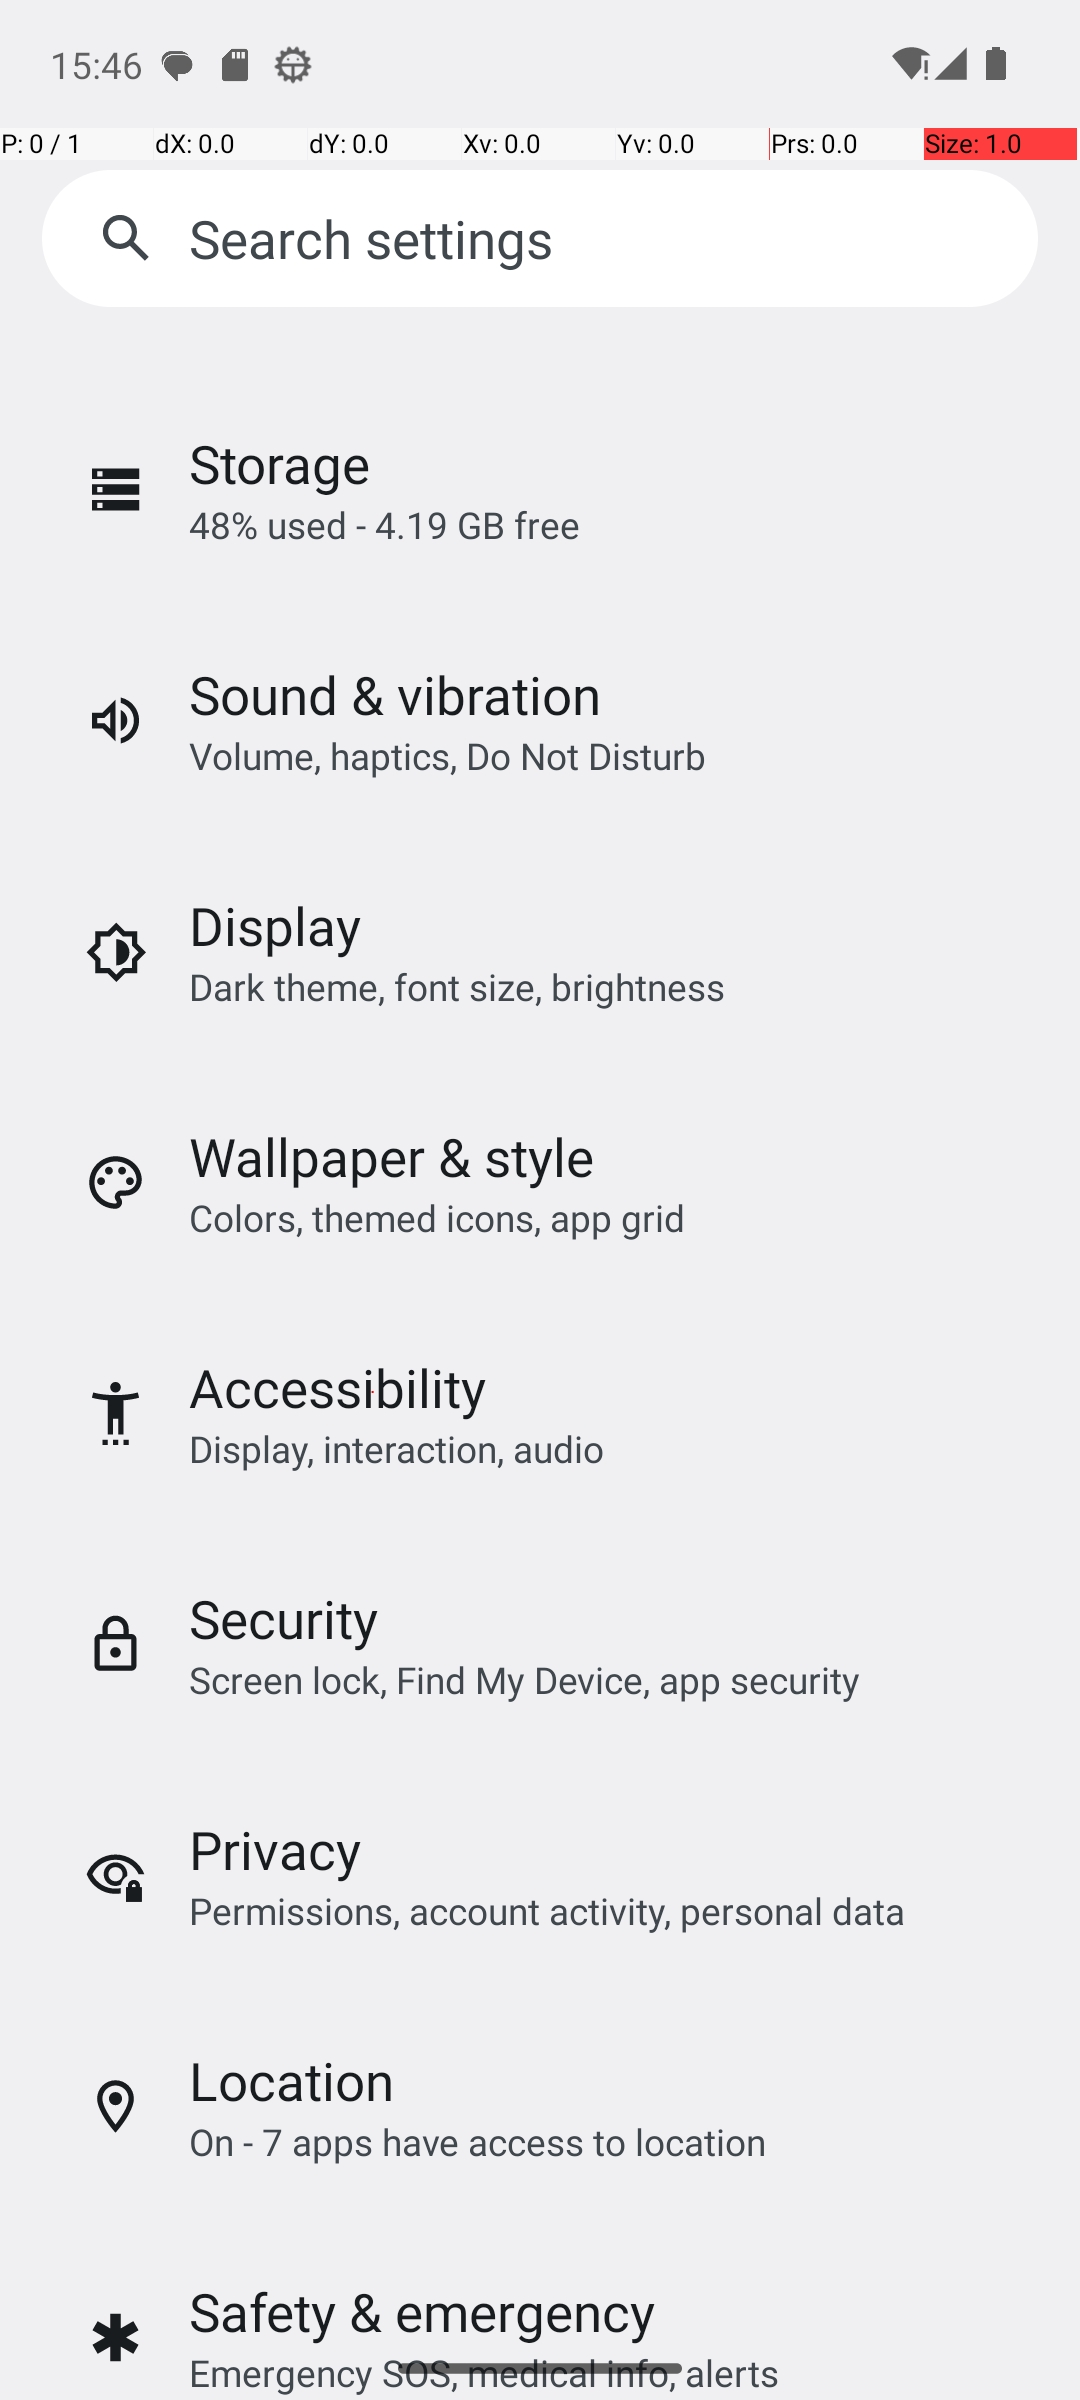 15:46
P: 0 / 1 dX: 0.0 dY: 0.0 Xv: 0.0 Yv: 0.0 Prs: 0.0 Size: 1.0
Search settings
Storage
48% used - 4.19 GB free
Sound & vibration
Volume, haptics, Do Not Disturb
Display
Dark theme, font size, brightness
Wallpaper & style
Colors, themed icons, app grid
Accessibility
Display, interaction, audio
Security
Screen lock, Find My Device, app security
Privacy
Permissions, account activity, personal data
Location
On - 7 apps have access to location
Safety & emergency
Emergency SOS, medical info, alerts